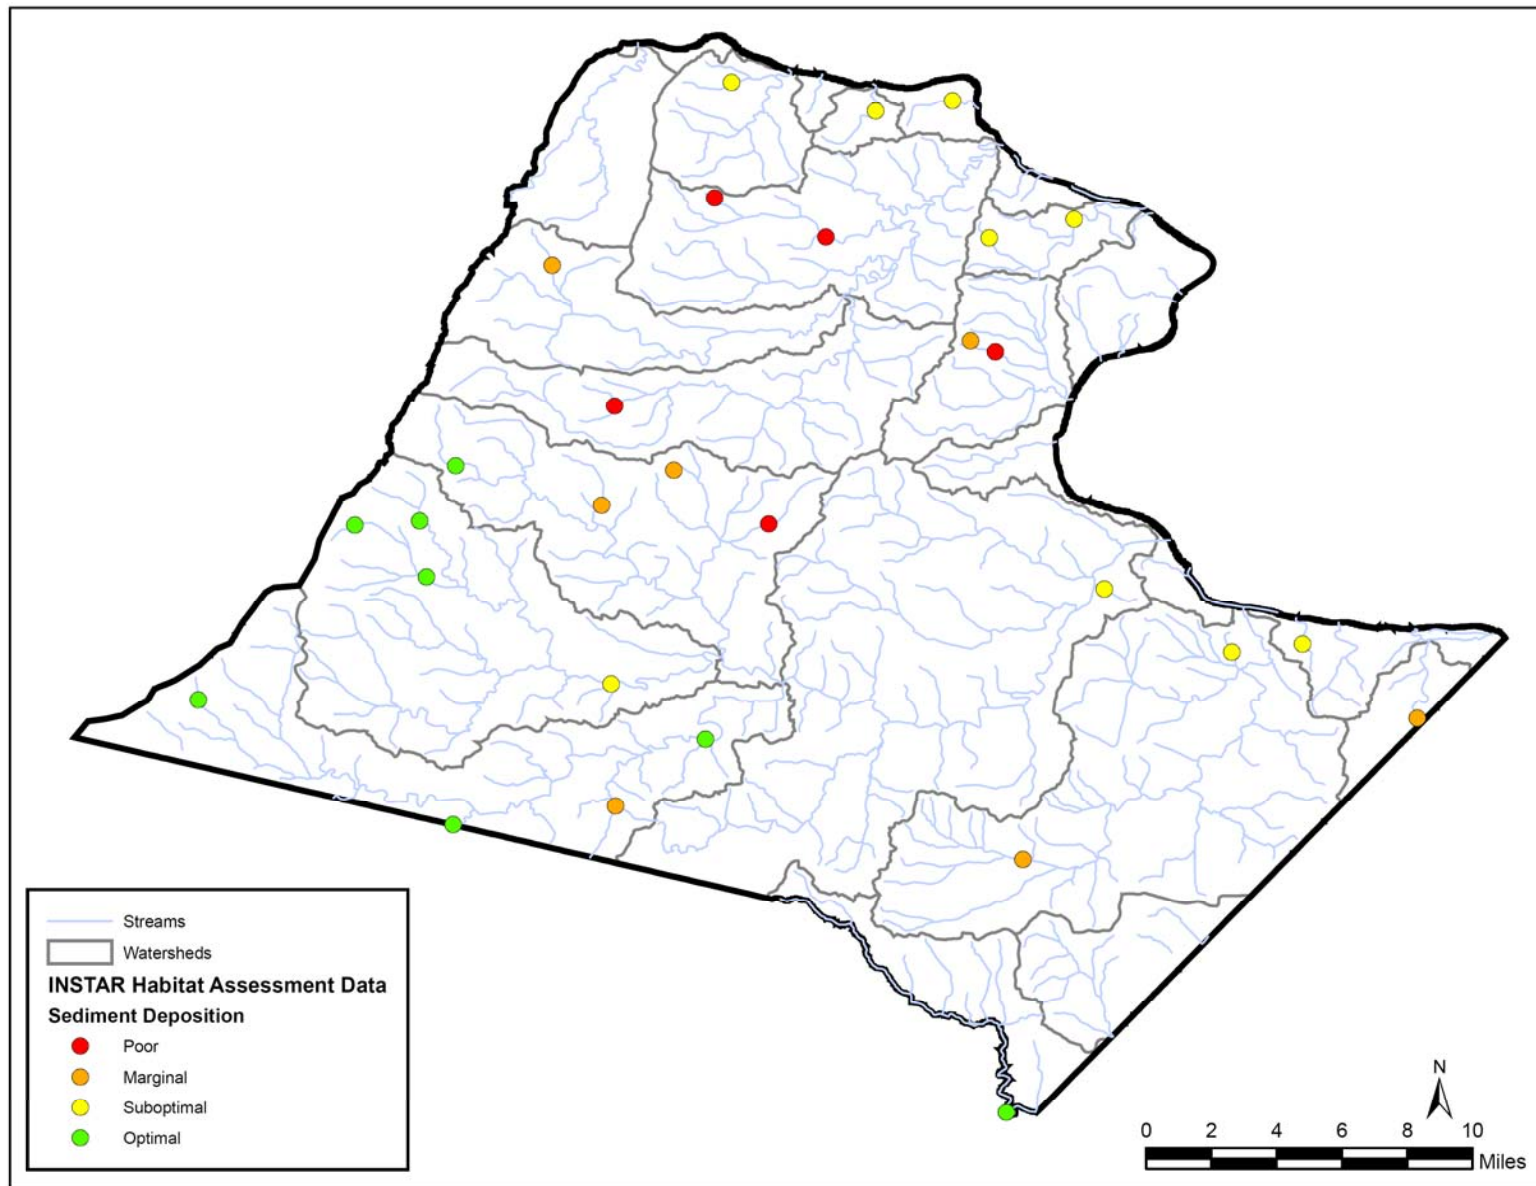 Streams
Watersheds
INSTAR Habitat Assessment Data
Sediment Deposition
Poor
Marginal
Suboptimal
Optimal
N
0 2 4 6 8 10
Miles